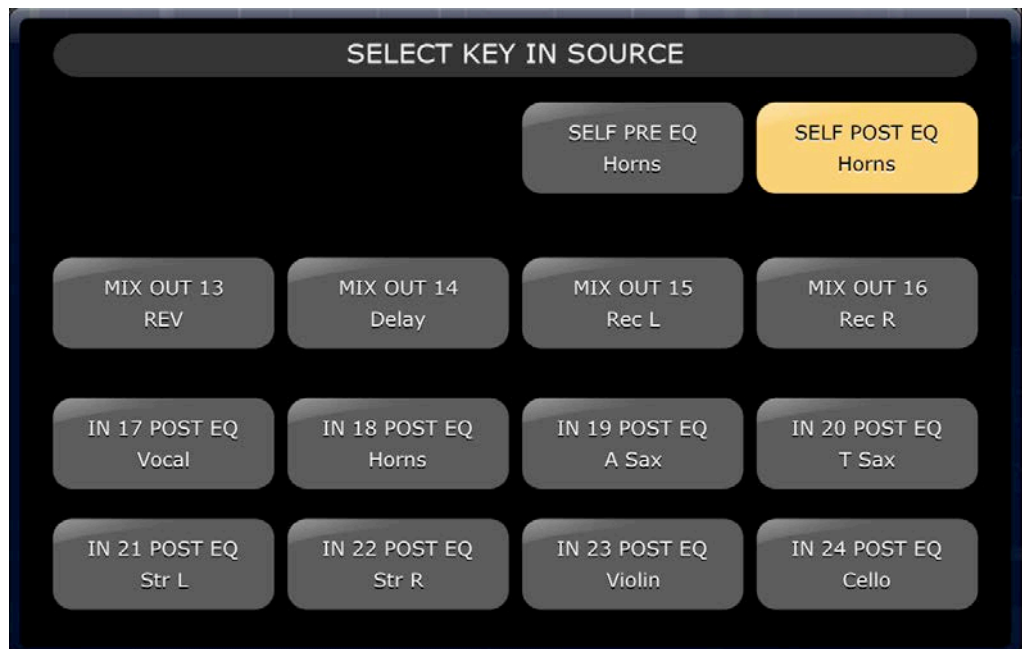 SELECT KEY IN SOURCE
SELF PRE EQ
Horns
SELF POST EQ
Horns
MIX OUT 13
REV
MIX OUT 14
Delay
MIX OUT 15
Rec L
MIX OUT 16
Rec R
IN 17 POST EQ
Vocal
IN 18 POST EQ
Horns
IN 19 POST EQ
A Sax
IN 20 POST EQ
T Sax
IN 21 POST EQ
Str L
IN 22 POST EQ
Str R
IN 23 POST EQ
Violin
IN 24 POST EQ
Cello